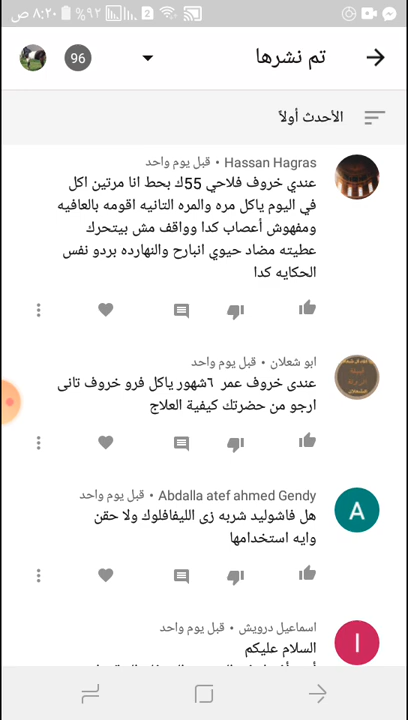 ٨:٢٠ ص ٩٢% 2
تم نشرها
96
الأحدث أولاً
Hassan Hagras • قبل يوم واحد
عندي خروف فلاحي 55ك بحط انا مرتين اكل
في اليوم ياكل مره والمره التانيه اقومه بالعافيه
ومفهوش أعصاب كدا وواقف مش بيتحرك
عطيته مضاد حيوي انبارح والنهارده بردو نفس
الحكايه كدا
ابو شعلان • قبل يوم واحد
عندى خروف عمر ٦شهور ياكل فرو خروف تانى
ارجو من حضرتك كيفية العلاج
Abdalla atef ahmed Gendy • قبل يوم واحد
هل فاشوليد شربه زى الليفافلوك ولا حقن
وايه استخدامها
A
اسماعيل درويش • قبل يوم واحد
السلام عليكم
I